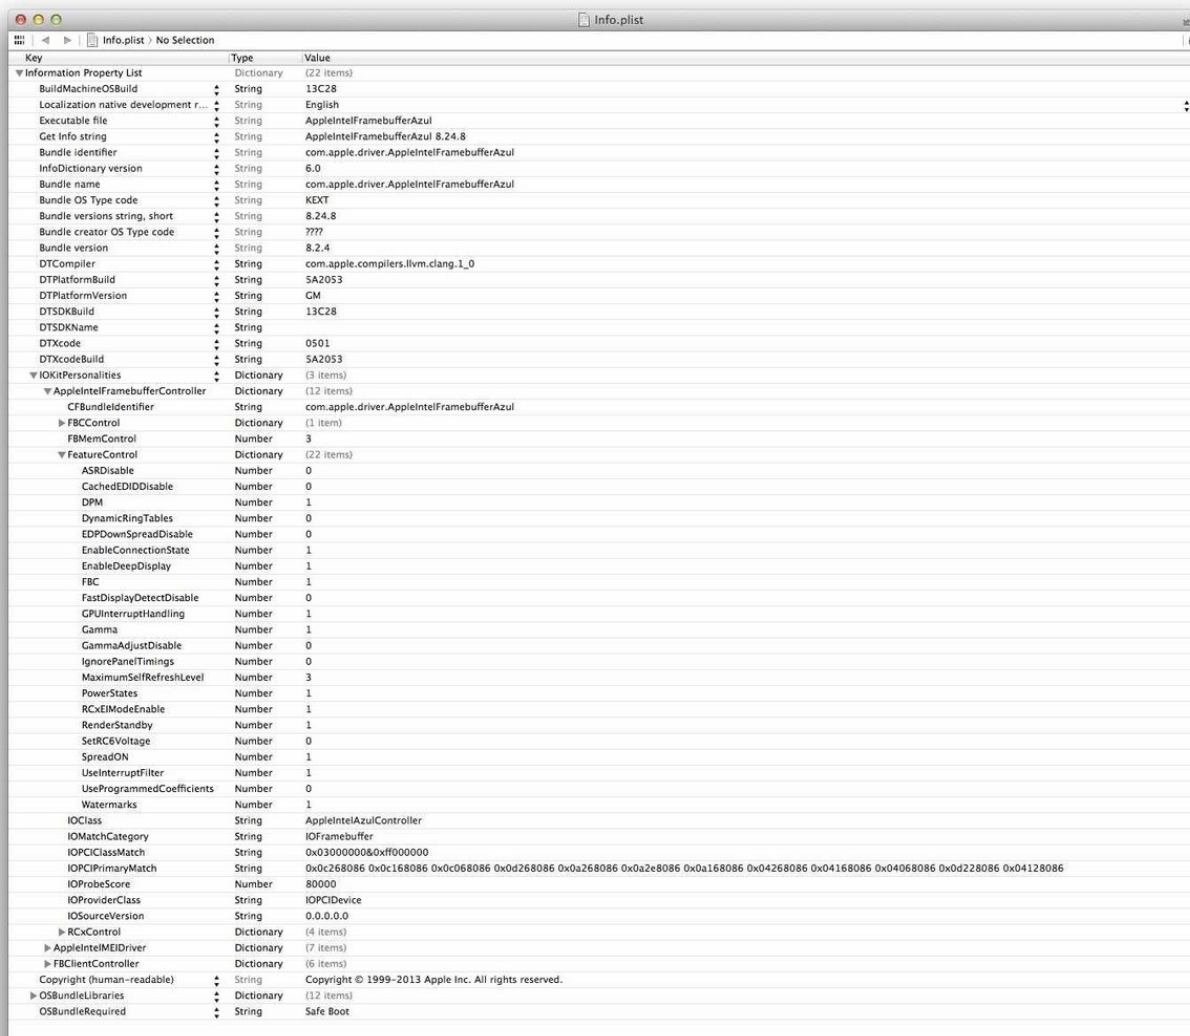 Info.plist
Info.plist › No Selection
Key Type Value
Information Property List Dictionary (22 items)
BuildMachineOSBuild String 13C28
Localization native development r... String English
Executable file String AppleIntelFramebufferAzul
Get Info string String AppleIntelFramebufferAzul 8.24.8
Bundle identifier String com.apple.driver.AppleIntelFramebufferAzul
InfoDictionary version String 6.0
Bundle name String com.apple.driver.AppleIntelFramebufferAzul
Bundle OS Type code String KEXT
Bundle versions string, short String 8.24.8
Bundle creator OS Type code String ????
Bundle version String 8.2.4
DTCompiler String com.apple.compilers.llvm.clang.1_0
DTPlatformBuild String 5A2053
DTPlatformVersion String GM
DTSDKBuild String 13C28
DTSDKName String
DTXcode String 0501
DTXcodeBuild String 5A2053
IOKitPersonalities Dictionary (3 items)
AppleIntelFramebufferController Dictionary (12 items)
CFBundleIdentifier String com.apple.driver.AppleIntelFramebufferAzul
FBCControl Dictionary (1 item)
FBMemControl Number 3
FeatureControl Dictionary (22 items)
ASRDisable Number 0
CachedEDIDDisable Number 0
DPM Number 1
DynamicRingTables Number 0
EDPDownSpreadDisable Number 0
EnableConnectionState Number 1
EnableDeepDisplay Number 1
FBC Number 1
FastDisplayDetectDisable Number 0
GPUInterruptHandling Number 1
Gamma Number 1
GammaAdjustDisable Number 0
IgnorePanelTimings Number 0
MaximumSelfRefreshLevel Number 3
PowerStates Number 1
RCxEIModeEnable Number 1
RenderStandby Number 1
SetRC6Voltage Number 0
SpreadON Number 1
UseInterruptFilter Number 1
UseProgrammedCoefficients Number 0
Watermarks Number 1
IOClass String AppleIntelAzulController
IOMatchCategory String IOFramebuffer
IOPCIClassMatch String 0x03000000&0xff000000
IOPCIPrimaryMatch String 0x0c268086 0x0c168086 0x0c068086 0x0d268086 0x0a268086 0x0a2e8086 0x0a168086 0x04268086 0x04168086 0x04068086 0x0d228086 0x04128086
IOProbeScore Number 80000
IOProviderClass String IOPCIDevice
IOSourceVersion String 0.0.0.0.0
RCxControl Dictionary (4 items)
AppleIntelMEIDriver Dictionary (7 items)
FBClientController Dictionary (6 items)
Copyright (human-readable) String Copyright © 1999-2013 Apple Inc. All rights reserved.
OSBundleLibraries Dictionary (12 items)
OSBundleRequired String Safe Boot